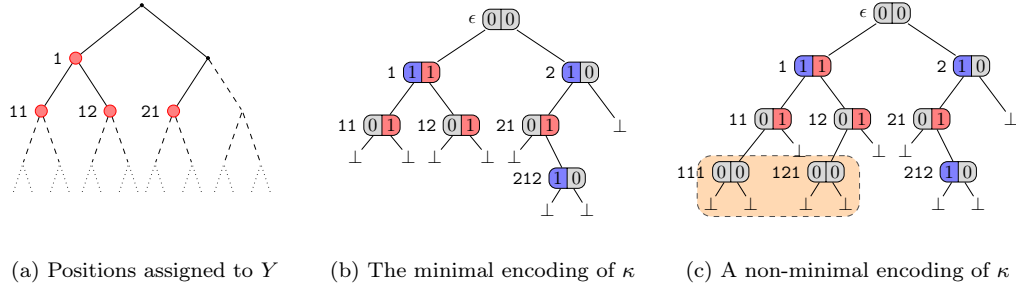 ϵ 0 0
ϵ 0 0
1
1 1 1
2 1 0
1 1 1
2 1 0
11
12
21
11 0 1
12 0 1
21 0 1
⊥
11 0 1
12 0 1
21 0 1
⊥
⊥ ⊥ ⊥ ⊥ ⊥
⊥ ⊥ ⊥
212 1 0
111 0 0
121 0 0
212 1 0
⊥ ⊥
⊥ ⊥ ⊥ ⊥ ⊥ ⊥
(a) Positions assigned to Y
(b) The minimal encoding of κ
(c) A non-minimal encoding of κ